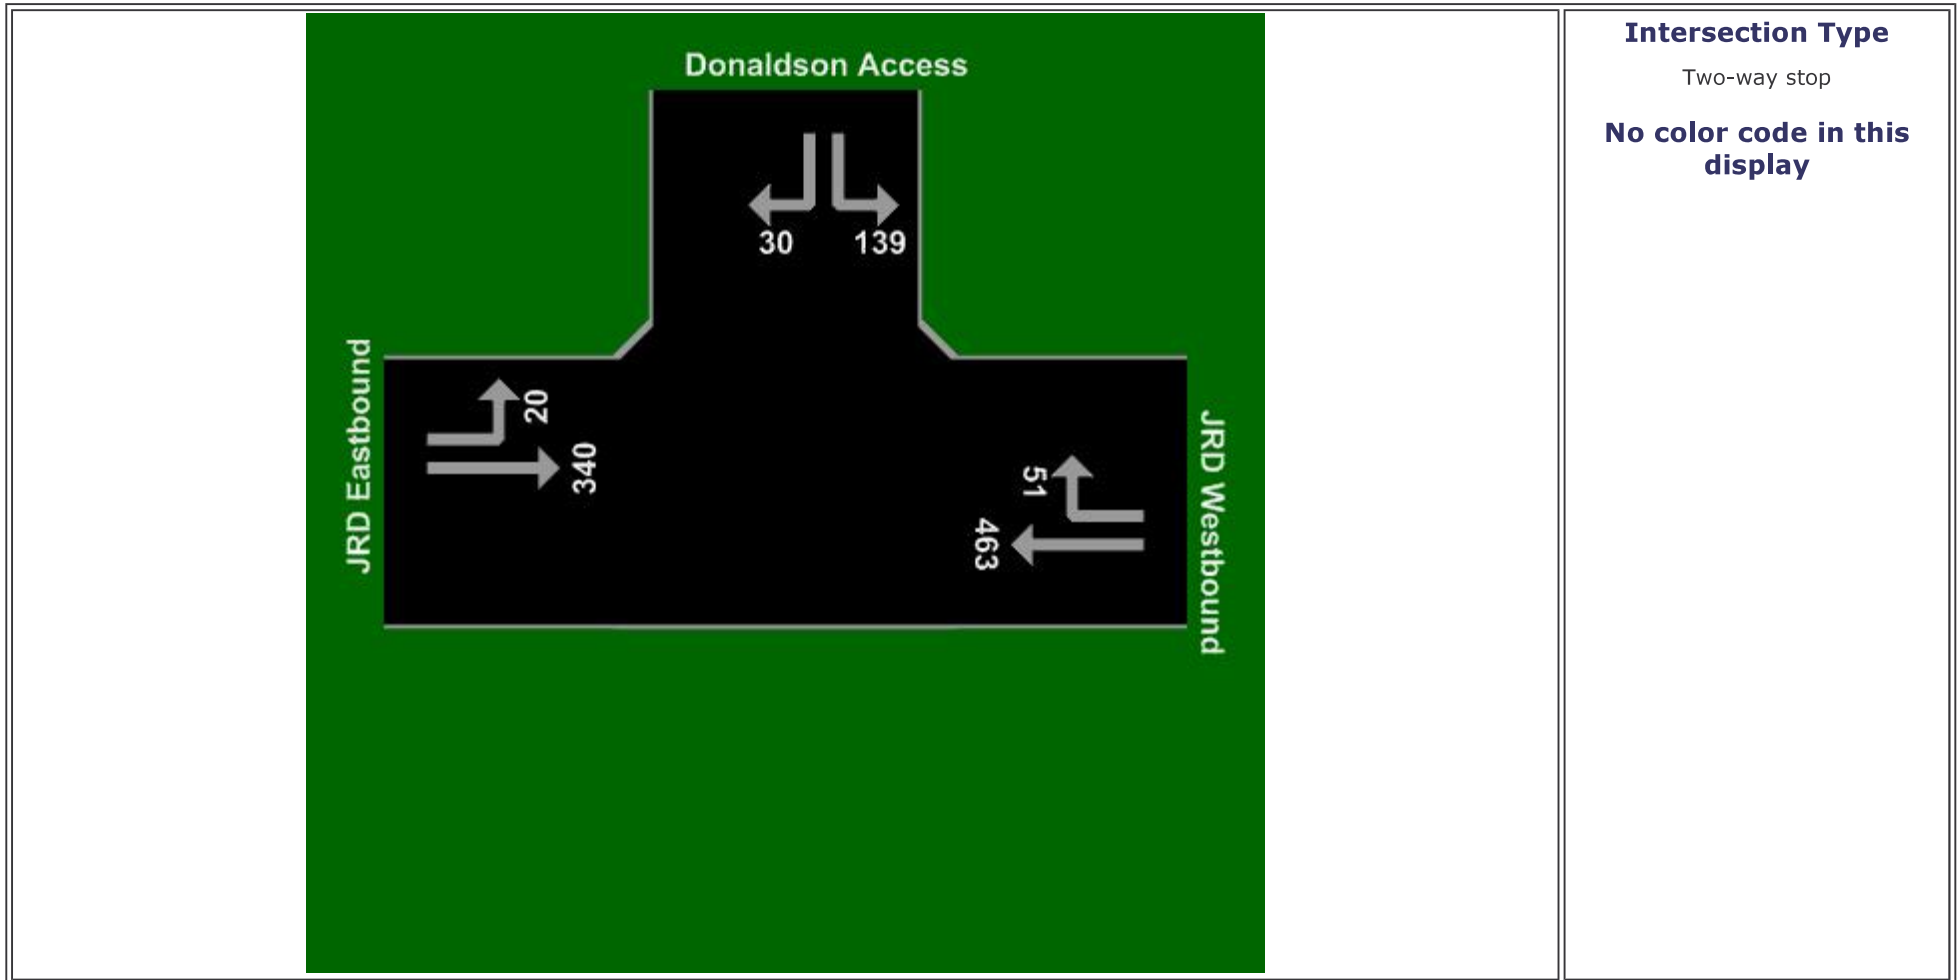 Donaldson Access
30
139
JRD Eastbound
20
340
51
463
JRD Westbound
Intersection Type
Two-way stop
No color code in this
display